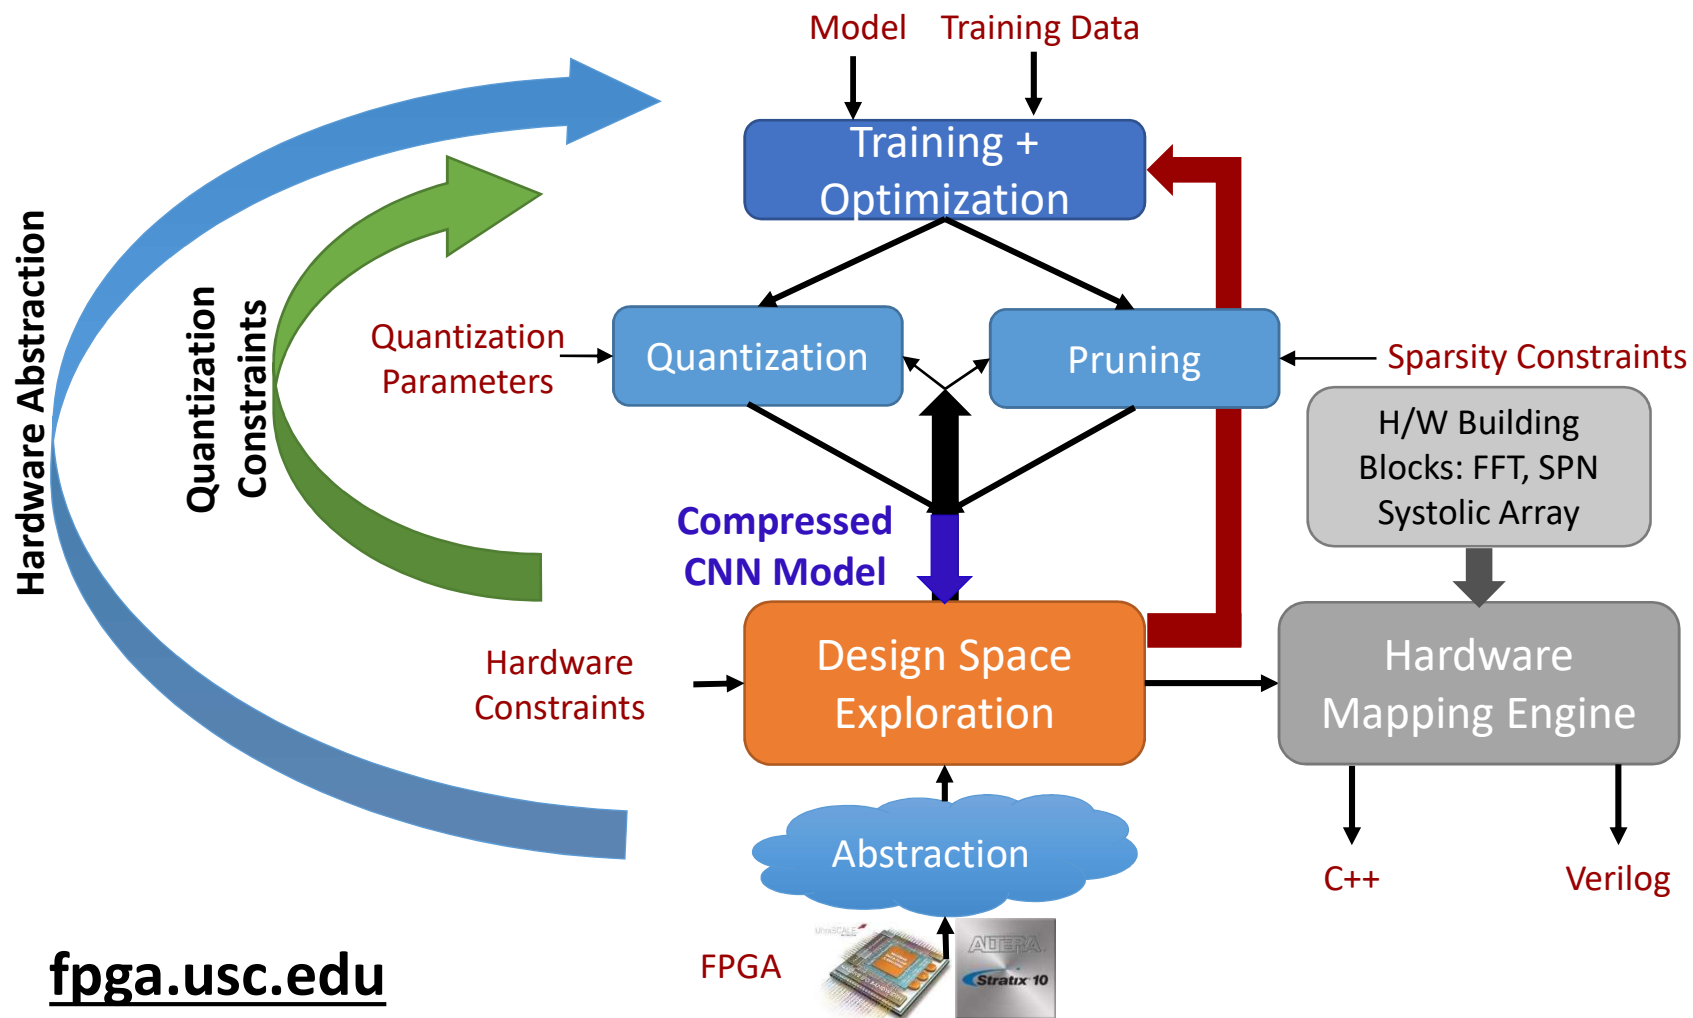 Model
Training Data
Training +
Optimization
Hardware Abstraction
Quantization
Constraints
Quantization
Parameters
Quantization
Pruning
Sparsity Constraints
H/W Building
Blocks: FFT, SPN
Systolic Array
Compressed
CNN Model
Hardware
Constraints
Design Space
Exploration
Hardware
Mapping Engine
Abstraction
C++
Verilog
FPGA
ALTERA
Stratix 10
fpga.usc.edu